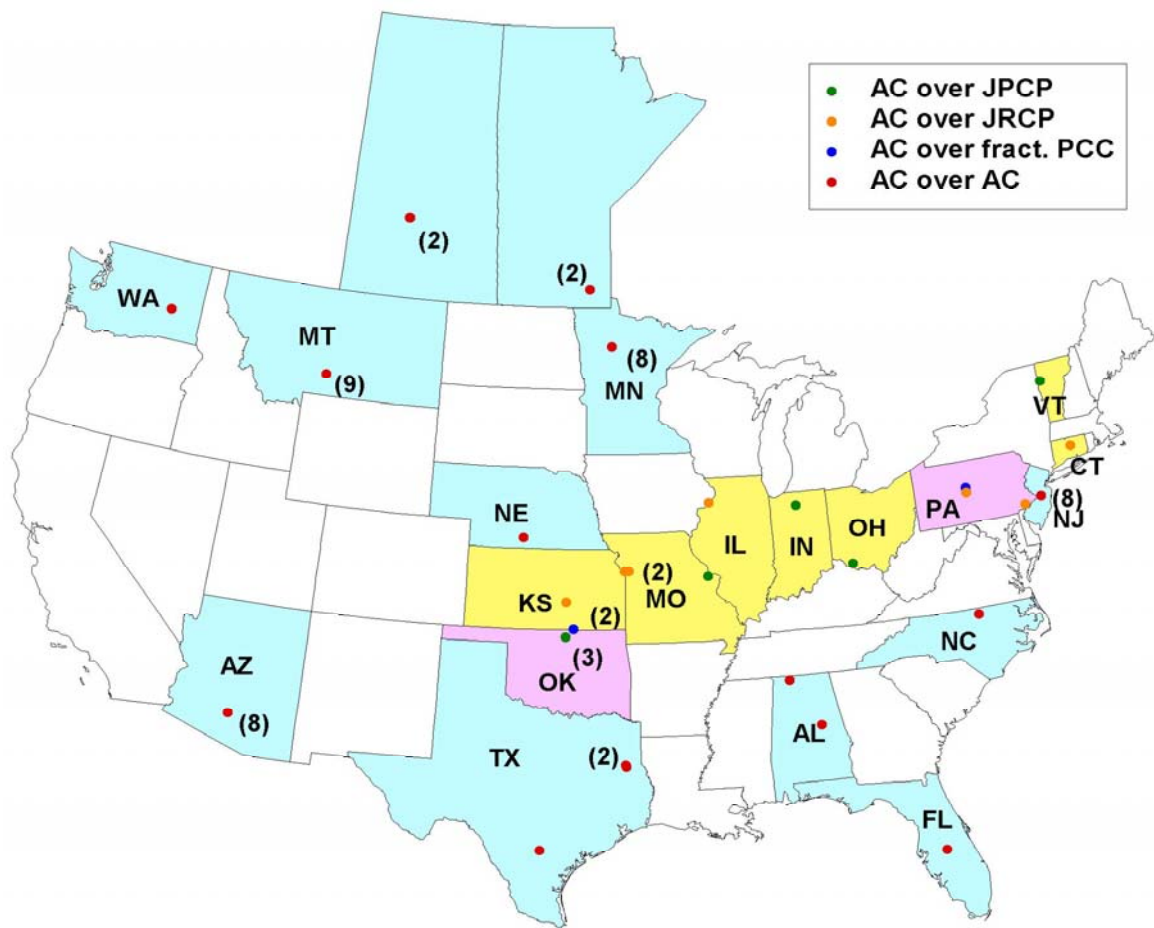 AC over JPCP
AC over JRCP
AC over fract. PCC
AC over AC
(2)
(2)
WA
MT
(9)
(8)
MN
VT
CT
NE
PA
(8)
NJ
IL
IN
OH
KS
(2)
MO
(2)
(3)
OK
NC
AZ
(8)
AL
TX
(2)
FL